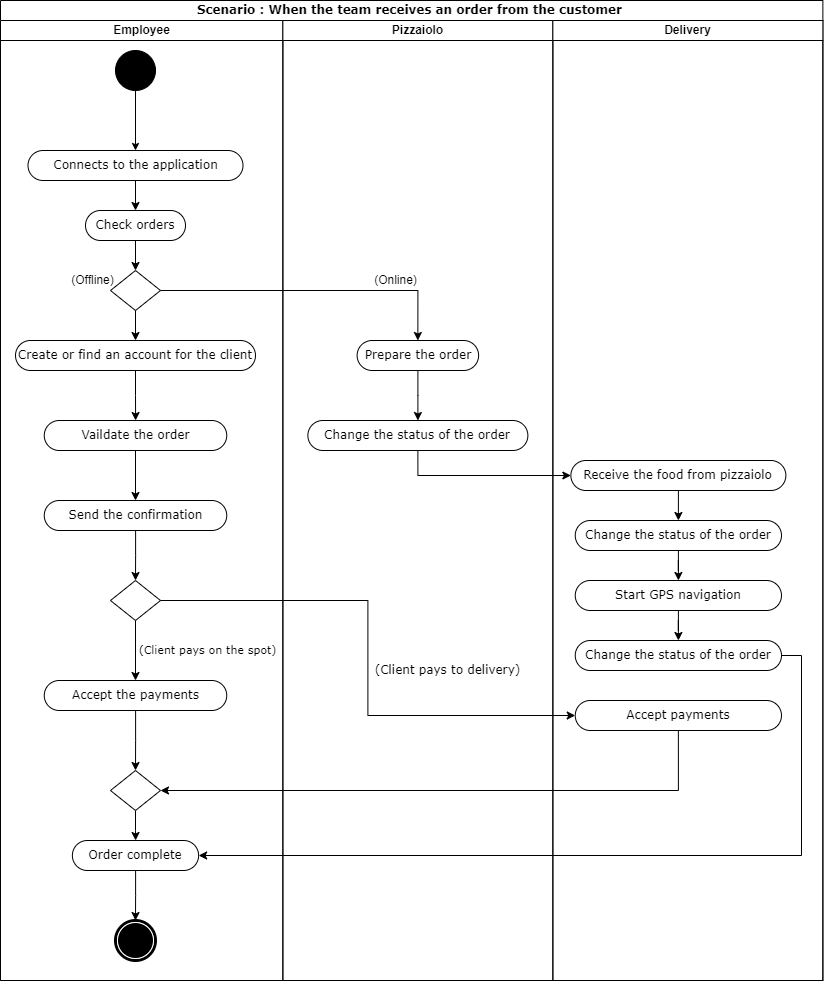 Scenario : When the team receives an order from the customer
Employee
Pizzaiolo
Delivery
Connects to the application
Check orders
(Offline)
(Online)
Create or find an account for the client
Prepare the order
Vaildate the order
Change the status of the order
Receive the food from pizzaiolo
Send the confirmation
Change the status of the order
Start GPS navigation
(Client pays on the spot)
Change the status of the order
(Client pays to delivery)
Accept the payments
Accept payments
Order complete